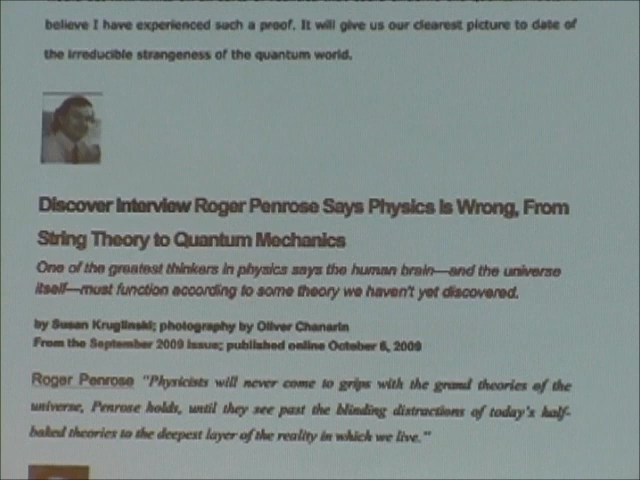 believe I have experienced such a proof. It will give us our clearest picture to date of
the irreducible strangeness of the quantum world.
Discover Interview Roger Penrose Says Physics Is Wrong, From
String Theory to Quantum Mechanics
One of the greatest thinkers in physics says the human brain—and the universe
itself—must function according to some theory we haven't yet discovered.
by Susan Kruglinski; photography by Oliver Chanarin
From the September 2009 issue; published online October 6, 2009
Roger Penrose "Physicists will never come to grips with the grand theories of the
universe, Penrose holds, until they see past the blinding distractions of today's half-
baked theories to the deepest layer of the reality in which we live."